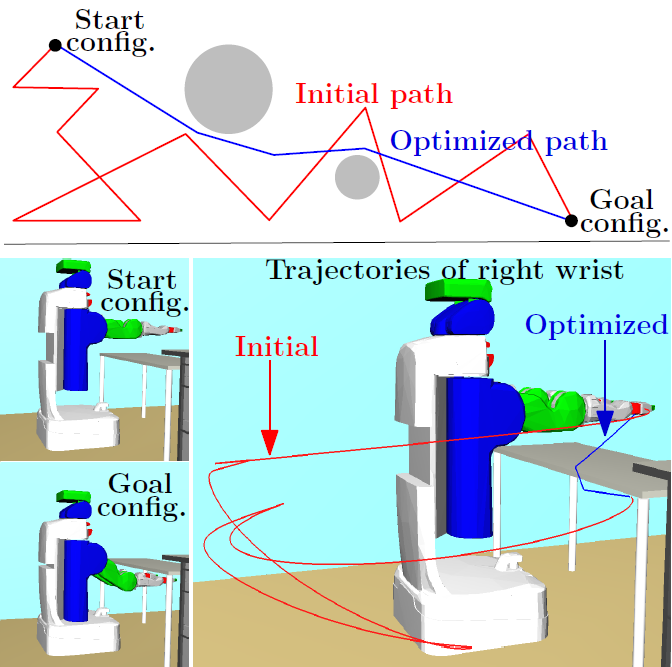 Start
config.
Initial path
Optimized path
Goal
config.
Trajectories of right wrist
Start
config.
Optimized
Initial
Goal
config.